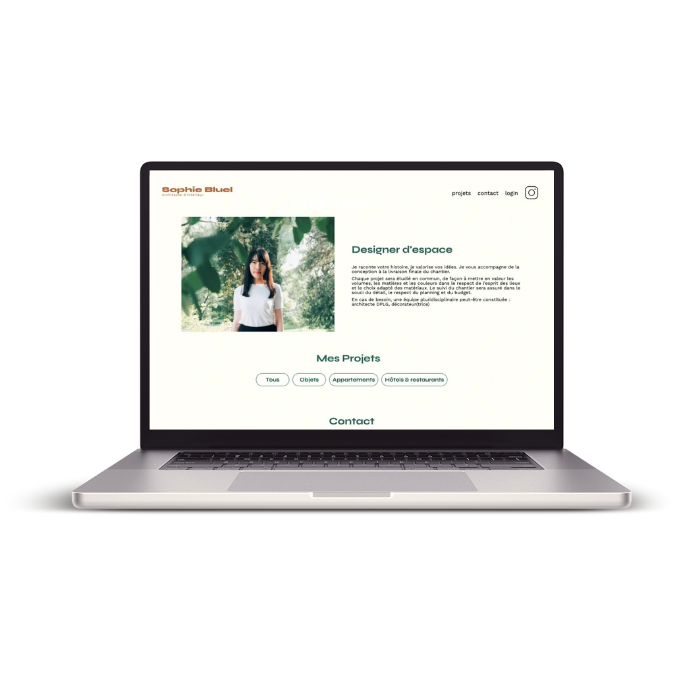 Sophie Bluel
projets contact login
Designer d'espace
Je raconte votre histoire, je valorise vos idées. Je vous accompagne de la
conception à la livraison finale du chantier.
Chaque projet sera étudié en commun, de façon à mettre en valeur les
volumes, les matières et les couleurs dans le respect de l'esprit des lieux
et le choix adapté des matériaux. Le suivi du chantier sera assuré dans le
souci du détail, le respect du planning et du budget.
En cas de besoin, une équipe pluridisciplinaire peut-être constituée :
architecte DPLG, décorateur(trice)
Mes Projets
Tous Objets Appartements Hôtels & restaurants
Contact